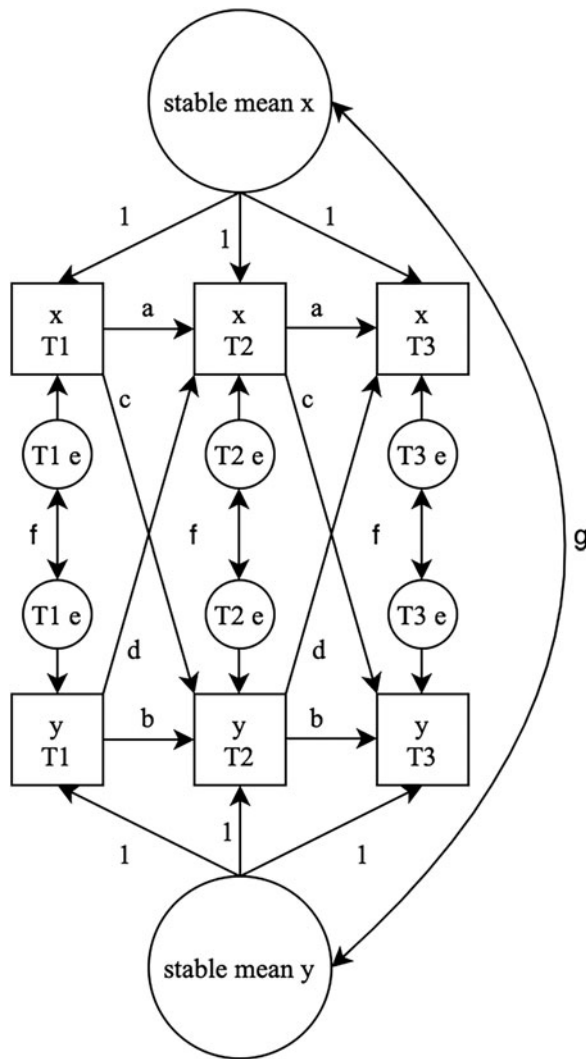 stable mean x
1
1
1
x
T1
a
x
T2
a
x
T3
c
c
T1 e
T2 e
T3 e
f
f
f
g
T1 e
T2 e
T3 e
d
d
y
T1
b
y
T2
b
y
T3
1
1
1
stable mean y